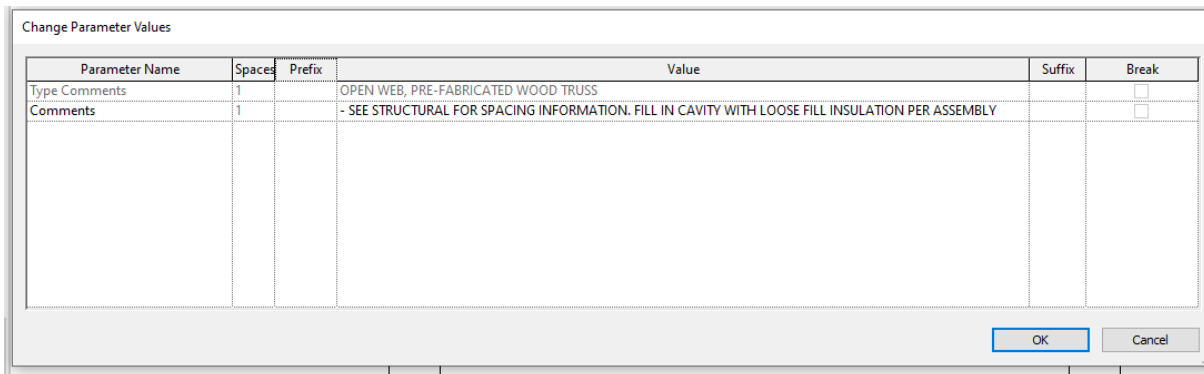 Change Parameter Values
Parameter Name Spaces Prefix Value Suffix Break
Type Comments 1 OPEN WEB, PRE-FABRICATED WOOD TRUSS
Comments 1 - SEE STRUCTURAL FOR SPACING INFORMATION. FILL IN CAVITY WITH LOOSE FILL INSULATION PER ASSEMBLY
OK Cancel